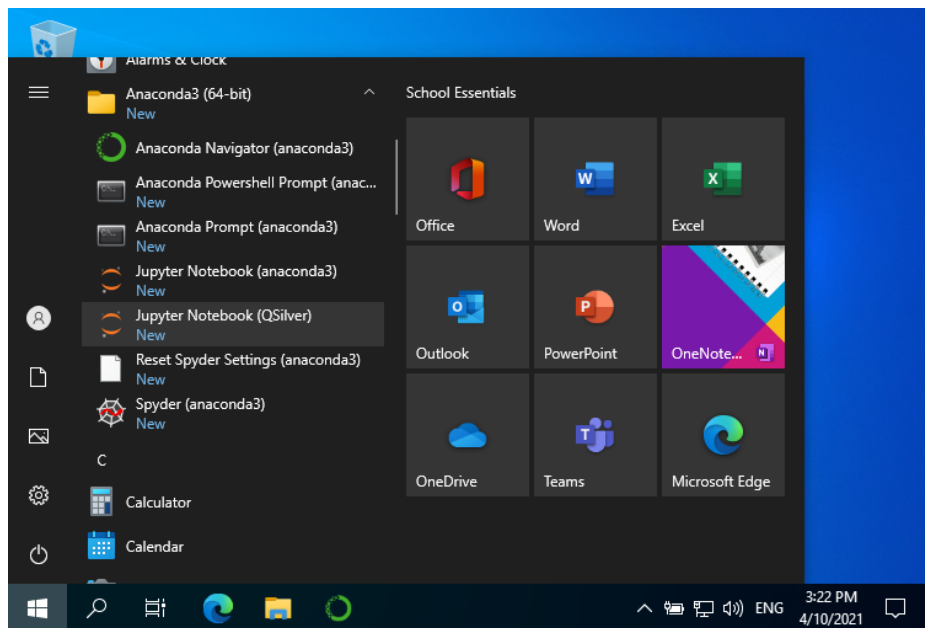 Alarms & Clock
Anaconda3 (64-bit)
New
Anaconda Navigator (anaconda3)
Anaconda Powershell Prompt (anac...
New
Anaconda Prompt (anaconda3)
New
Jupyter Notebook (anaconda3)
New
Jupyter Notebook (QSilver)
New
Reset Spyder Settings (anaconda3)
New
Spyder (anaconda3)
New
C
Calculator
Calendar
School Essentials
Office
Word
Excel
Outlook
PowerPoint
OneNote...
OneDrive
Teams
Microsoft Edge
ENG
3:22 PM
4/10/2021